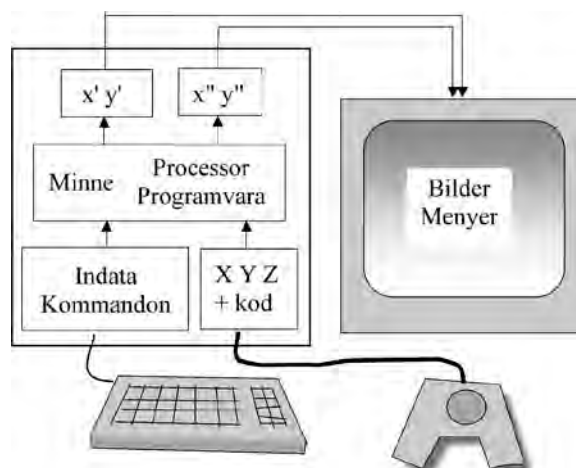 x' y'
x" y"
Minne
Processor
Programvara
Bilder
Menyer
Indata
Kommandon
X Y Z
+ kod